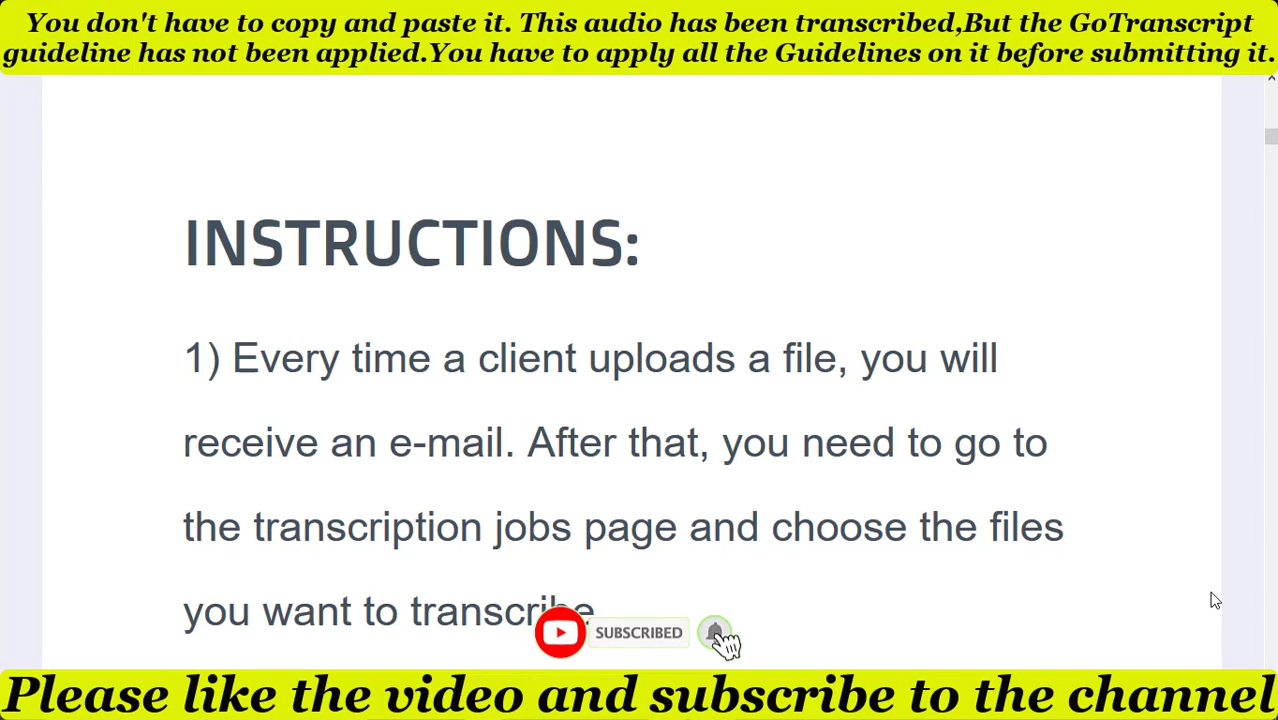 You don't have to copy and paste it. This audio has been transcribed,But the GoTranscript
guideline has not been applied.You have to apply all the Guidelines on it before submitting it.
INSTRUCTIONS:
1) Every time a client uploads a file, you will
receive an e-mail. After that, you need to go to
the transcription jobs page and choose the files
you want to transcribe
SUBSCRIBED
Please like the video and subscribe to the channel